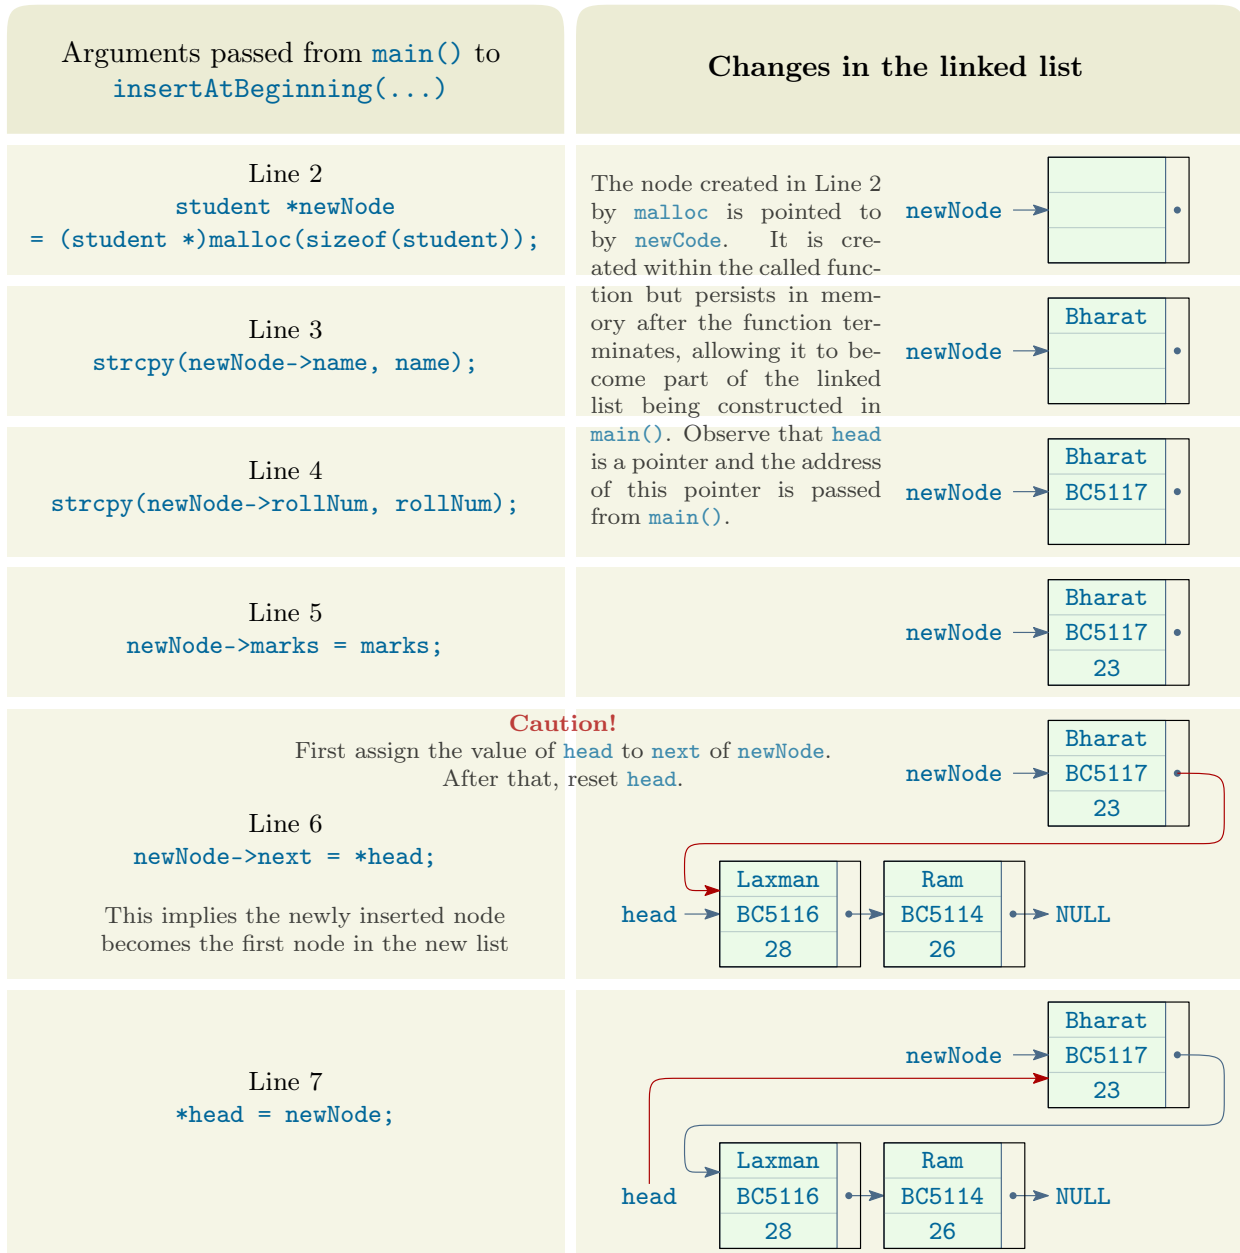 Arguments passed from main() to
insertAtBeginning(...)
Changes in the linked list
Line 2
student *newNode
= (student *)malloc(sizeof(student));
The node created in Line 2
by malloc is pointed to
by newCode. It is cre-
ated within the called func-
tion but persists in mem-
ory after the function ter-
minates, allowing it to be-
come part of the linked
list being constructed in
main(). Observe that head
is a pointer and the address
of this pointer is passed
from main().
newNode
Line 3
strcpy(newNode->name, name);
Bharat
newNode
Line 4
strcpy(newNode->rollNum, rollNum);
Bharat
newNode BC5117
Line 5
newNode->marks = marks;
Bharat
newNode BC5117
23
Caution!
First assign the value of head to next of newNode.
After that, reset head.
Bharat
newNode BC5117
23
Line 6
newNode->next = *head;
This implies the newly inserted node
becomes the first node in the new list
Laxman Ram
head BC5116 BC5114 NULL
28 26
Line 7
*head = newNode;
Bharat
newNode BC5117
23
Laxman Ram
head BC5116 BC5114 NULL
28 26